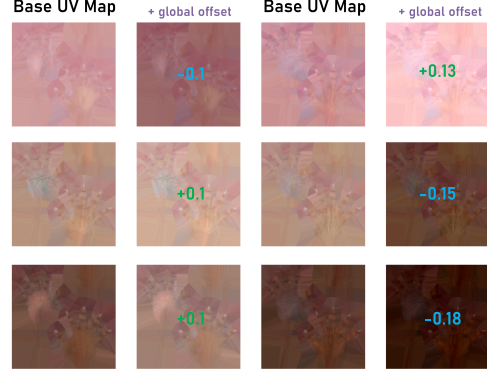 Base UV Map + global offset Base UV Map + global offset
-0.1 +0.13
+0.1 -0.15
+0.1 -0.18